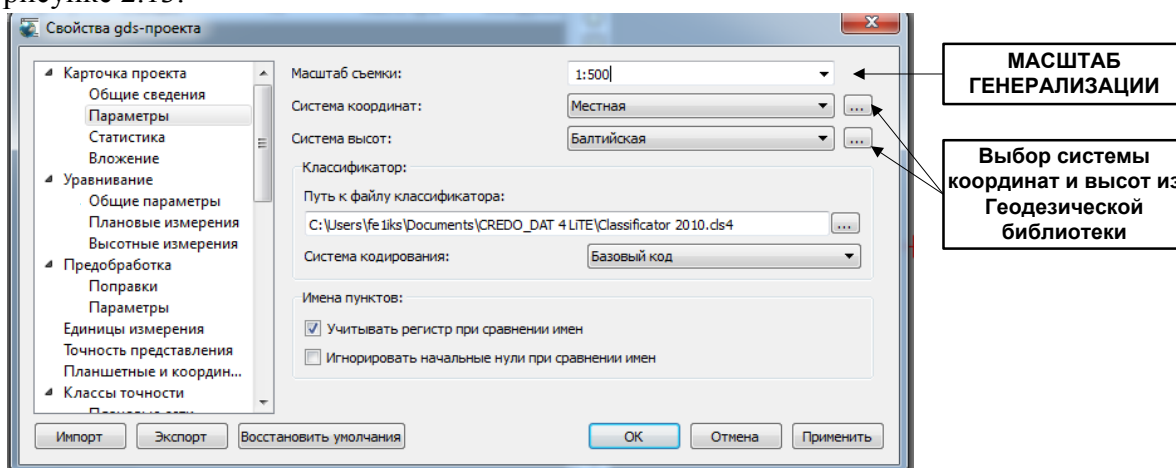 рисунке 2.13.
Свойства gds-проекта
Карточка проекта
Общие сведения
Параметры
Статистика
Вложение
Уравнивание
Общие параметры
Плановые измерения
Высотные измерения
Предобработка
Поправки
Параметры
Единицы измерения
Точность представления
Планшетные и координ...
Классы точности
Масштаб съемки: 1:500
Система координат: Местная ...
Система высот: Балтийская ...
Классификатор:
Путь к файлу классификатора:
C:\Users\fe1iks\Documents\CREDO_DAT 4 LiTE\Classificator 2010.cls4 ...
Система кодирования: Базовый код
Имена пунктов:
Учитывать регистр при сравнении имен
Игнорировать начальные нули при сравнении имен
Импорт Экспорт Восстановить умолчания OK Отмена Применить
МАСШТАБ
ГЕНЕРАЛИЗАЦИИ
Выбор системы
координат и высот из
Геодезической
библиотеки